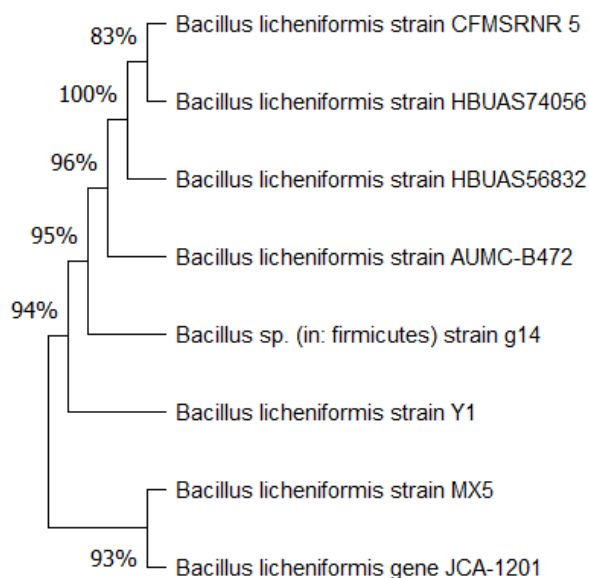 Bacillus licheniformis strain CFMSRNR 5
83%
100%
Bacillus licheniformis strain HBUAS74056
96%
Bacillus licheniformis strain HBUAS56832
95%
Bacillus licheniformis strain AUMC-B472
94%
Bacillus sp. (in: firmicutes) strain g14
Bacillus licheniformis strain Y1
Bacillus licheniformis strain MX5
93%
Bacillus licheniformis gene JCA-1201